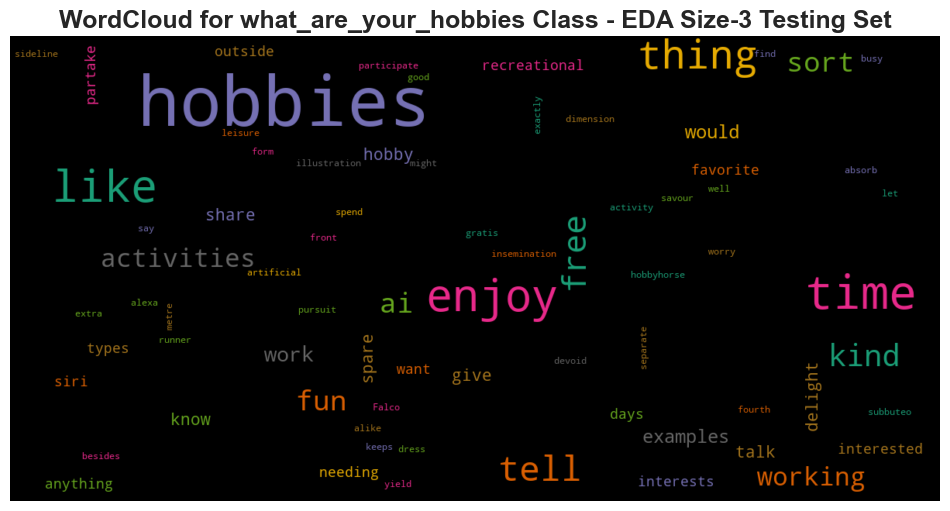 WordCloud for what_are_your_hobbies Class - EDA Size-3 Testing Set
sideline
partake
outside
participate
good
recreational
thing
find
sort
busy
hobbies
leisure
exactly
dimension
would
form
illustration
hobby
might
favorite
absorb
like
share
spend
savour
well
let
activity
say
front
gratis
free
activities
artificial
insemination
worry
hobbyhorse
enjoy
time
extra
alexa
metre
pursuit
ai
runner
types
work
spare
separate
kind
siri
want
give
devoid
delight
fun
Falco
know
alike
days
fourth
subbuteo
besides
keeps
dress
examples
talk
interested
anything
needing
yield
tell
interests
working